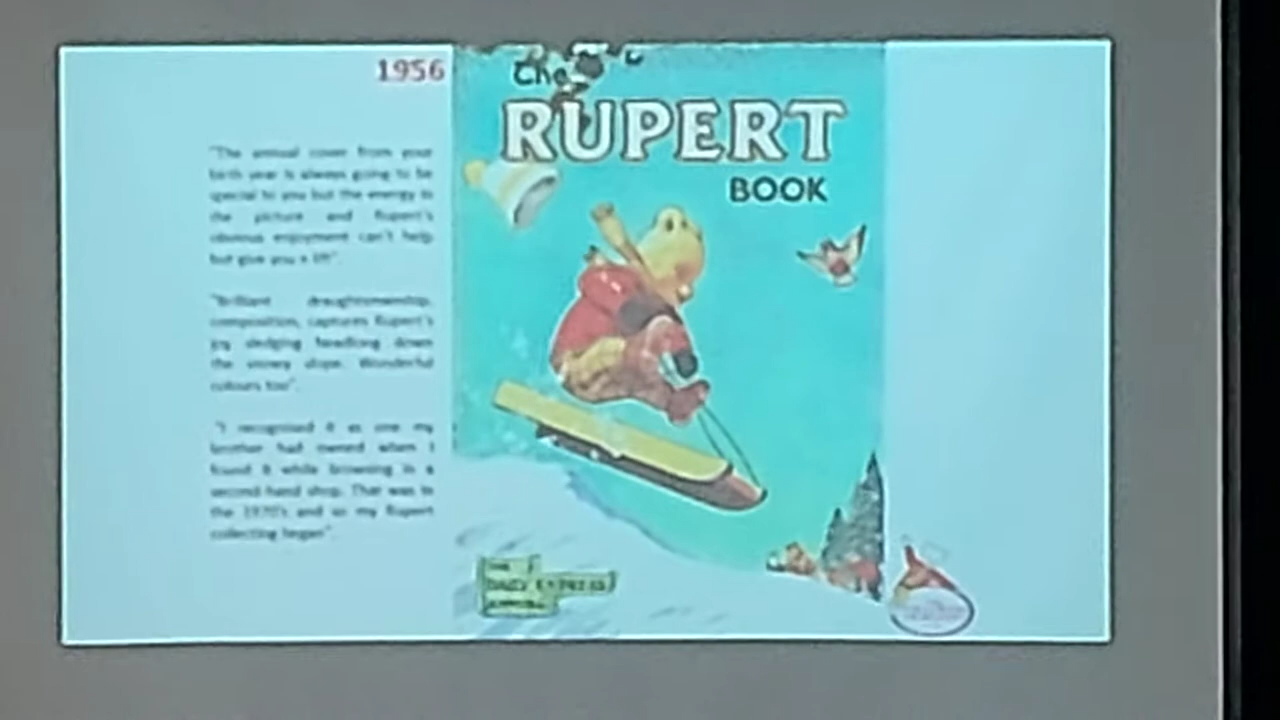 1956
The
RUPERT
BOOK
"The annual cover from your
birth year is always going to be
special to you but the energy in
the picture and Rupert's
obvious enjoyment can't help
but give you a lift".
"Brilliant draughtsmanship,
composition, captures Rupert's
joy sledging headlong down
the snowy slope. Wonderful
colours too".
"I recognised it as one my
brother had owned when I
found it while browsing in a
second-hand shop. That was in
the 1970's and so my Rupert
collecting began".
DAILY EXPRESS
ANNUAL